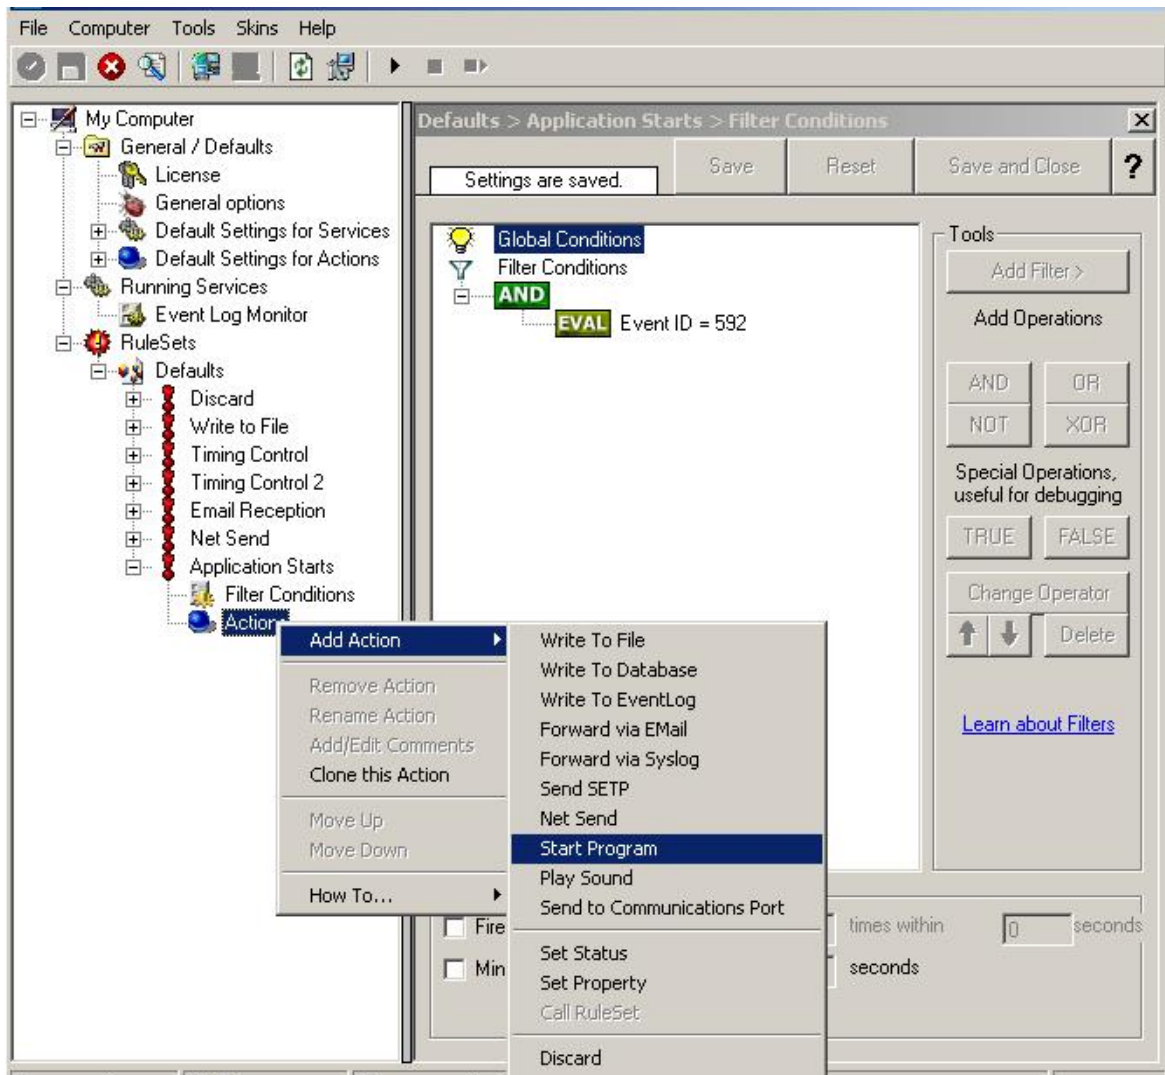 File Computer Tools Skins Help
My Computer
General / Defaults
License
General options
Default Settings for Services
Default Settings for Actions
Running Services
Event Log Monitor
RuleSets
Defaults
Discard
Write to File
Timing Control
Timing Control 2
Email Reception
Net Send
Application Starts
Filter Conditions
Action
Defaults > Application Starts > Filter Conditions
Settings are saved.
Save Reset Save and Close ?
Global Conditions
Filter Conditions
AND
EVAL Event ID = 592
Tools
Add Filter >
Add Operations
AND OR
NOT XOR
Special Operations,
useful for debugging
TRUE FALSE
Change Operator
Delete
Learn about Filters
Add Action
Remove Action
Rename Action
Add/Edit Comments
Clone this Action
Move Up
Move Down
How To...
Write To File
Write To Database
Write To EventLog
Forward via EMail
Forward via Syslog
Send SETP
Net Send
Start Program
Play Sound
Send to Communications Port
Set Status
Set Property
Call RuleSet
Discard
Fire times within 0 seconds
Min seconds